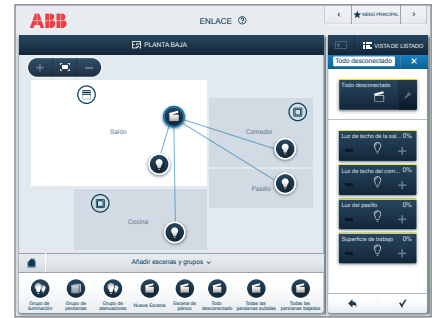 ABB
ENLACE ?
MENÚ PRINCIPAL
PLANTA BAJA
VISTA DE LISTADO
Todo desconectado
Todo desconectado
Salón
Comedor
Pasillo
Cocina
Luz de techo de la sal... 0%
Luz de techo del com... 0%
Luz del pasillo 0%
Superficie de trabajo 0%
Añadir escenas y grupos
Grupo de
iluminación
Grupo de
persianas
Grupo de
atenuadores
Nueva Escena
Escena de
pánico
Todo
desconectado
Todas las
persianas subidas
Todas las
persianas bajadas